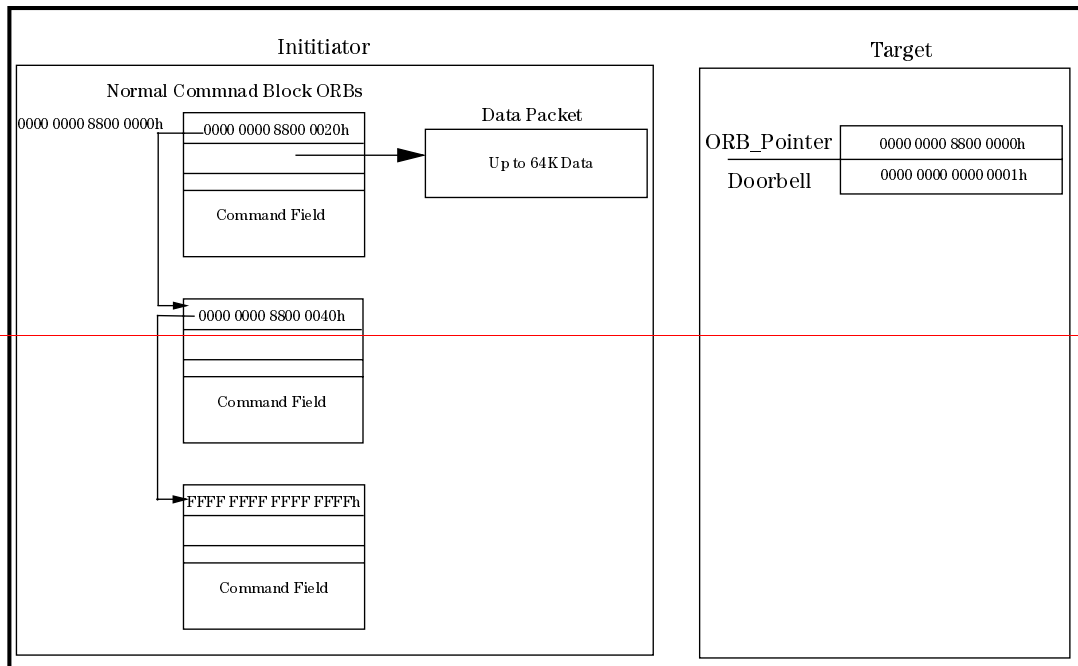 Inititiator
Target
Normal Commnad Block ORBs
0000 0000 8800 0000h
0000 0000 8800 0020h
Data Packet
Up to 64K Data
Command Field
ORB_Pointer
0000 0000 8800 0000h
Doorbell
0000 0000 0000 0001h
0000 0000 8800 0040h
Command Field
FFFF FFFF FFFF FFFFh
Command Field